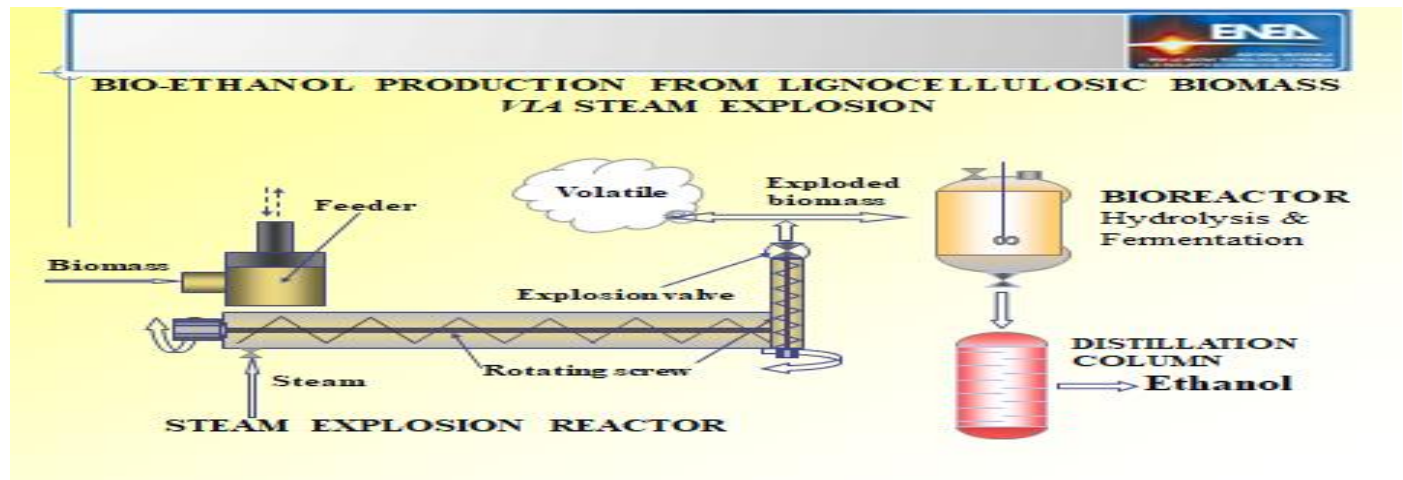 ENEA
BIO-ETHANOL PRODUCTION FROM LIGNOCELLULOSIC BIOMASS
VL4 STEAM EXPLOSION
Volatile
Exploded
biomass
Feeder
BIOREACTOR
Hydrolysis &
Fermentation
Biomass
Explosion valve
DISTILLATION
COLUMN
Ethanol
Rotating screw
Steam
STEAM EXPLOSION REACTOR